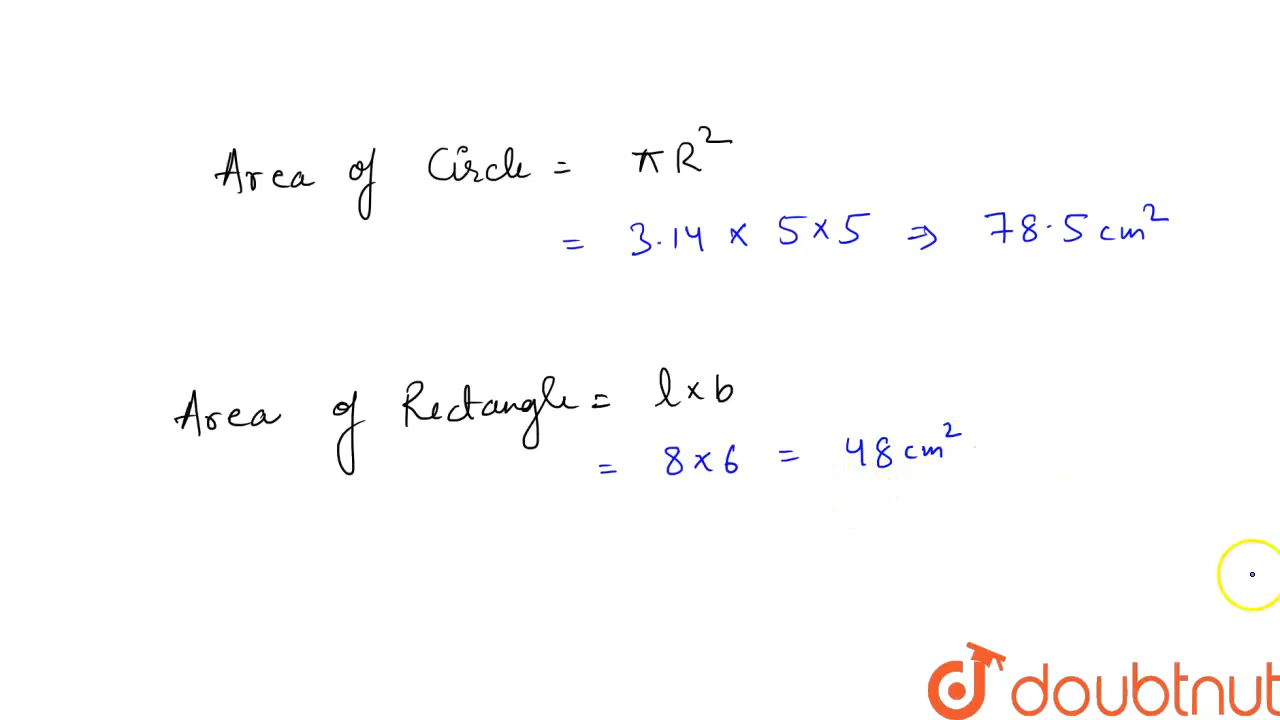 Area of Circle = πR²
= 3.14 × 5 × 5 ⇒ 78.5 cm²
Area of Rectangle = l × b
= 8 × 6 = 48 cm²
doubtnut